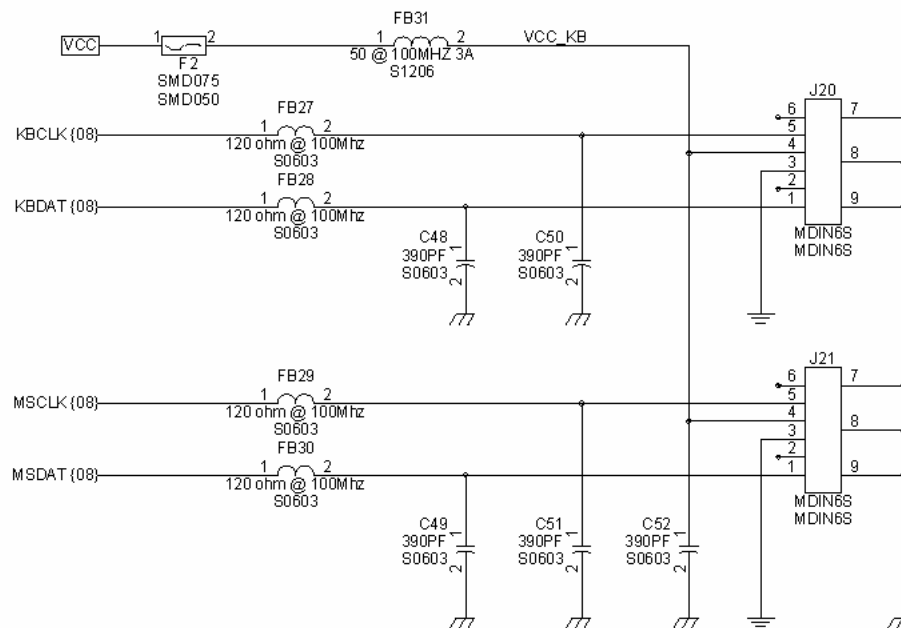 FB31
VCC 1 2 1 2 VCC_KB
50 @ 100MHZ 3A
F2
S1206
SMD075
SMD050
J20
FB27
6 7
KBCLK {08} 1 2 5
120 ohm @ 100Mhz
S0603
4
3 8
FB28
2
KBDAT {08} 1 2 1 9
120 ohm @ 100Mhz
S0603
MDIN6S
MDIN6S
C48 1 C50 1
390PF 390PF
S0603 S0603
2 2
J21
FB29
6 7
MSCLK {08} 1 2 5
120 ohm @ 100Mhz
S0603
4
3 8
FB30
2
MSDAT {08} 1 2 1 9
120 ohm @ 100Mhz
S0603
MDIN6S
MDIN6S
C49 1 C51 1 C52 1
390PF 390PF 390PF
S0603 S0603 S0603
2 2 2